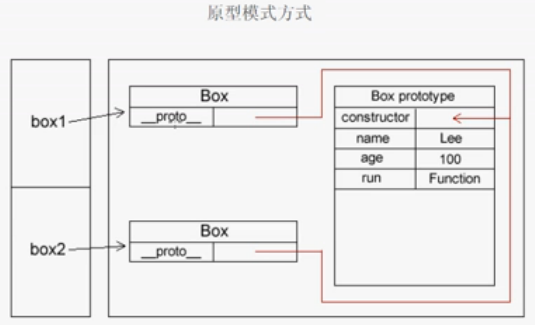 原型模式方式
box1
Box
__proto__
box2
Box
__proto__
Box prototype
constructor
name Lee
age 100
run Function